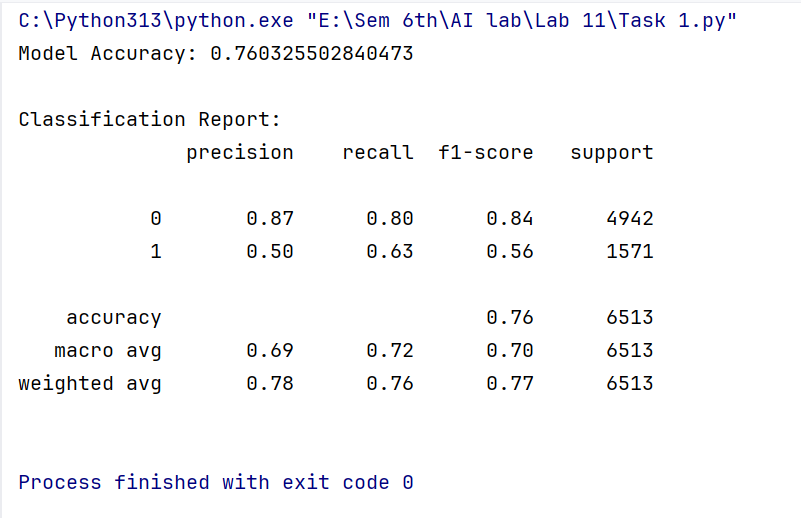 C:\Python313\python.exe "E:\Sem 6th\AI lab\Lab 11\Task 1.py"
Model Accuracy: 0.760325502840473
Classification Report:
              precision    recall  f1-score   support
           0       0.87      0.80      0.84      4942
           1       0.50      0.63      0.56      1571
    accuracy                           0.76      6513
   macro avg       0.69      0.72      0.70      6513
weighted avg       0.78      0.76      0.77      6513
Process finished with exit code 0